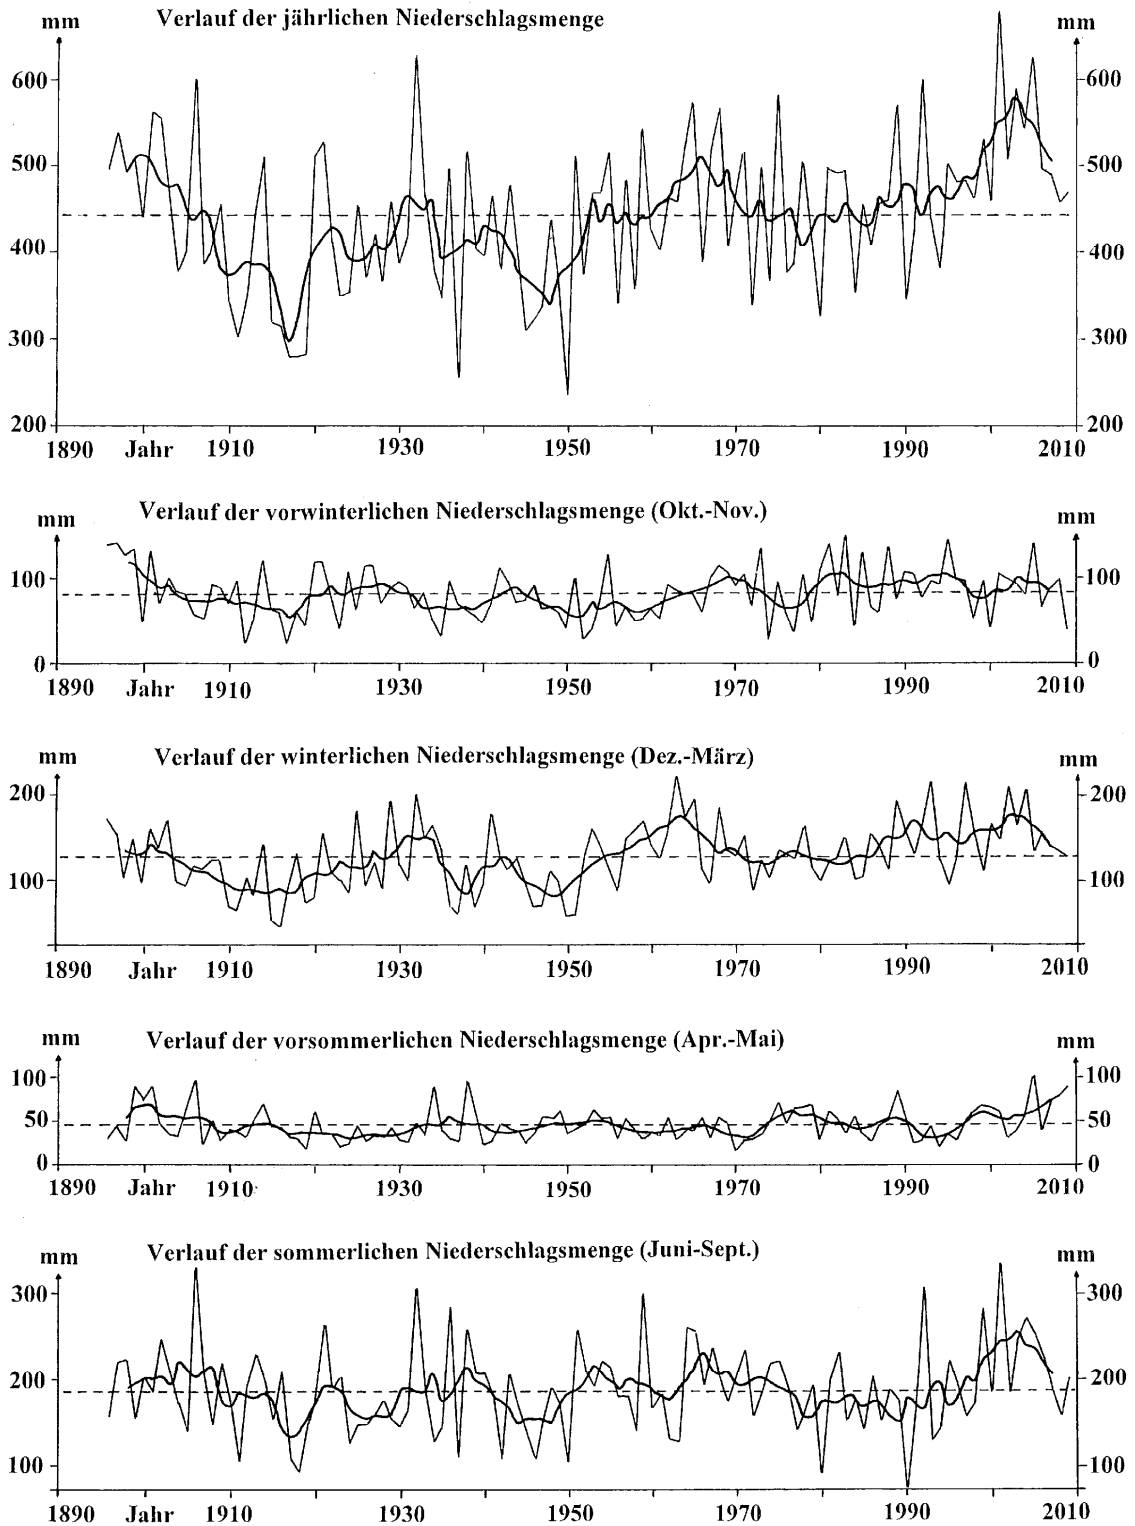 Verlauf der jährlichen Niederschlagsmenge
mm mm
600 600
500 500
400 400
300 300
200 200
1890 Jahr 1910 1930 1950 1970 1990 2010
Verlauf der vorwinterlichen Niederschlagsmenge (Okt.-Nov.)
mm mm
100 100
0 0
1890 Jahr 1910 1930 1950 1970 1990 2010
Verlauf der winterlichen Niederschlagsmenge (Dez.-März)
mm mm
200 200
100 100
1890 Jahr 1910 1930 1950 1970 1990 2010
Verlauf der vorsommerlichen Niederschlagsmenge (Apr.-Mai)
mm mm
100 100
50 50
0 0
1890 Jahr 1910 1930 1950 1970 1990 2010
Verlauf der sommerlichen Niederschlagsmenge (Juni-Sept.)
mm mm
300 300
200 200
100 100
1890 Jahr 1910 1930 1950 1970 1990 2010